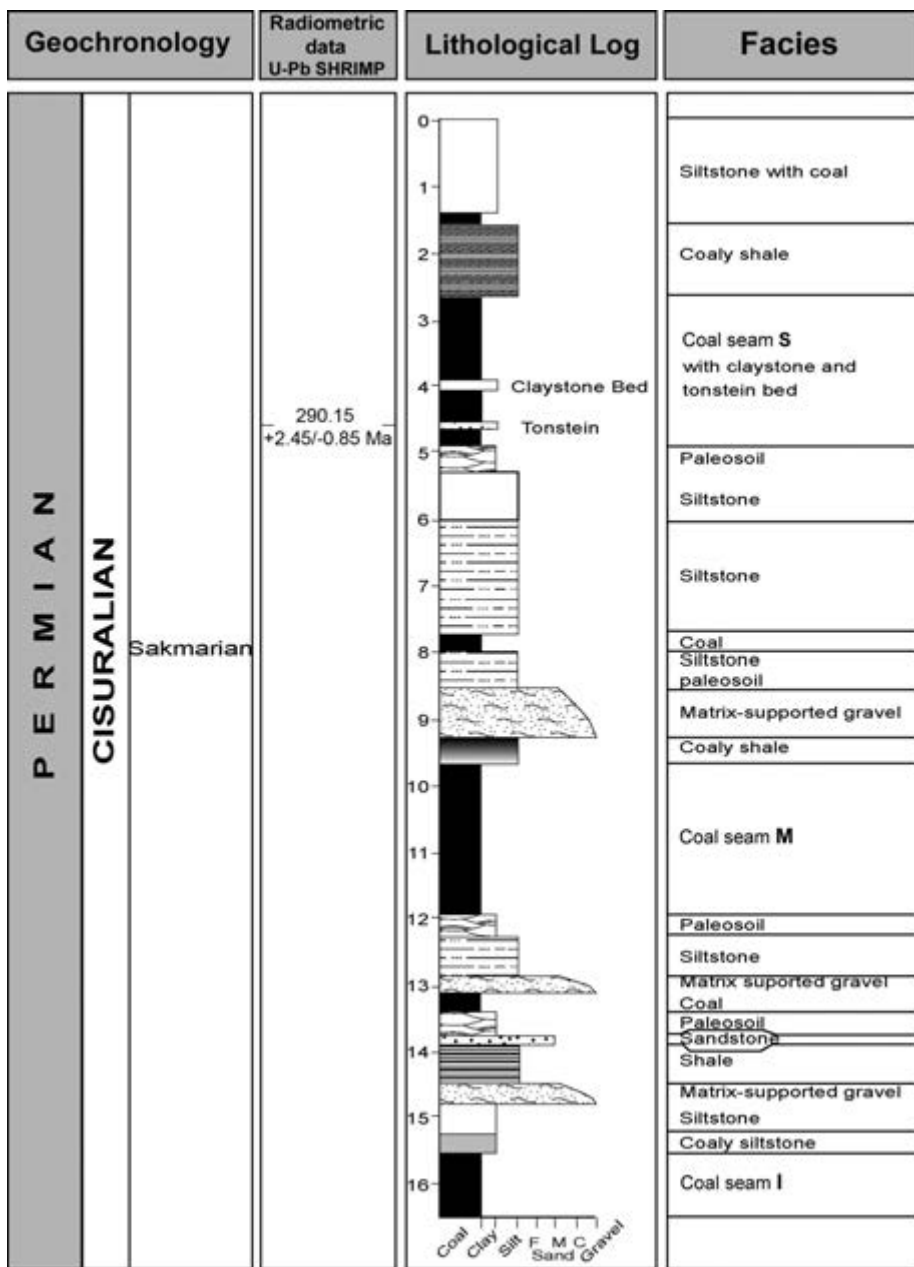 Geochronology
Radiometric
data
U-Pb SHRIMP
Lithological Log
Facies
PERMIAN
CISURALIAN
Sakmarian
290.15
+2.45/-0.85 Ma
0
1
2
3
4
5
6
7
8
9
10
11
12
13
14
15
16
Claystone Bed
Tonstein
Coal
Clay
Silt
F
M
C
Sand
Gravel
Siltstone with coal
Coaly shale
Coal seam S
with claystone and
tonstein bed
Paleosoil
Siltstone
Siltstone
Coal
Siltstone
paleosoil
Matrix-supported gravel
Coaly shale
Coal seam M
Paleosoil
Siltstone
Matrix suported gravel
Coal
Paleosoil
Sandstone
Shale
Matrix-supported gravel
Siltstone
Coaly siltstone
Coal seam I